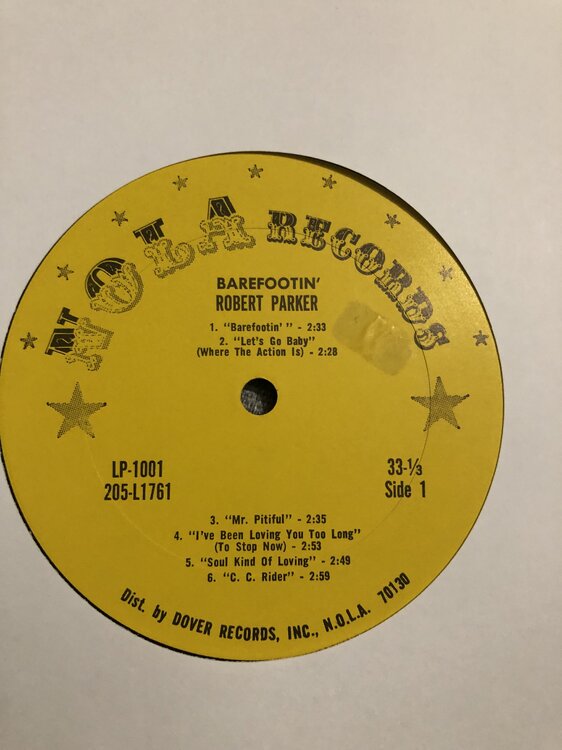 NOLA RECORDS
BAREFOOTIN'
ROBERT PARKER
1. "Barefootin' " - 2:33
2. "Let's Go Baby"
(Where The Action Is) - 2:28
LP-1001
205-L1761
33-1/3
Side 1
3. "Mr. Pitiful" - 2:35
4. "I've Been Loving You Too Long"
(To Stop Now) - 2:53
5. "Soul Kind Of Loving" - 2:49
6. "C. C. Rider" - 2:59
Dist. by DOVER RECORDS, INC., N.O.L.A. 70130